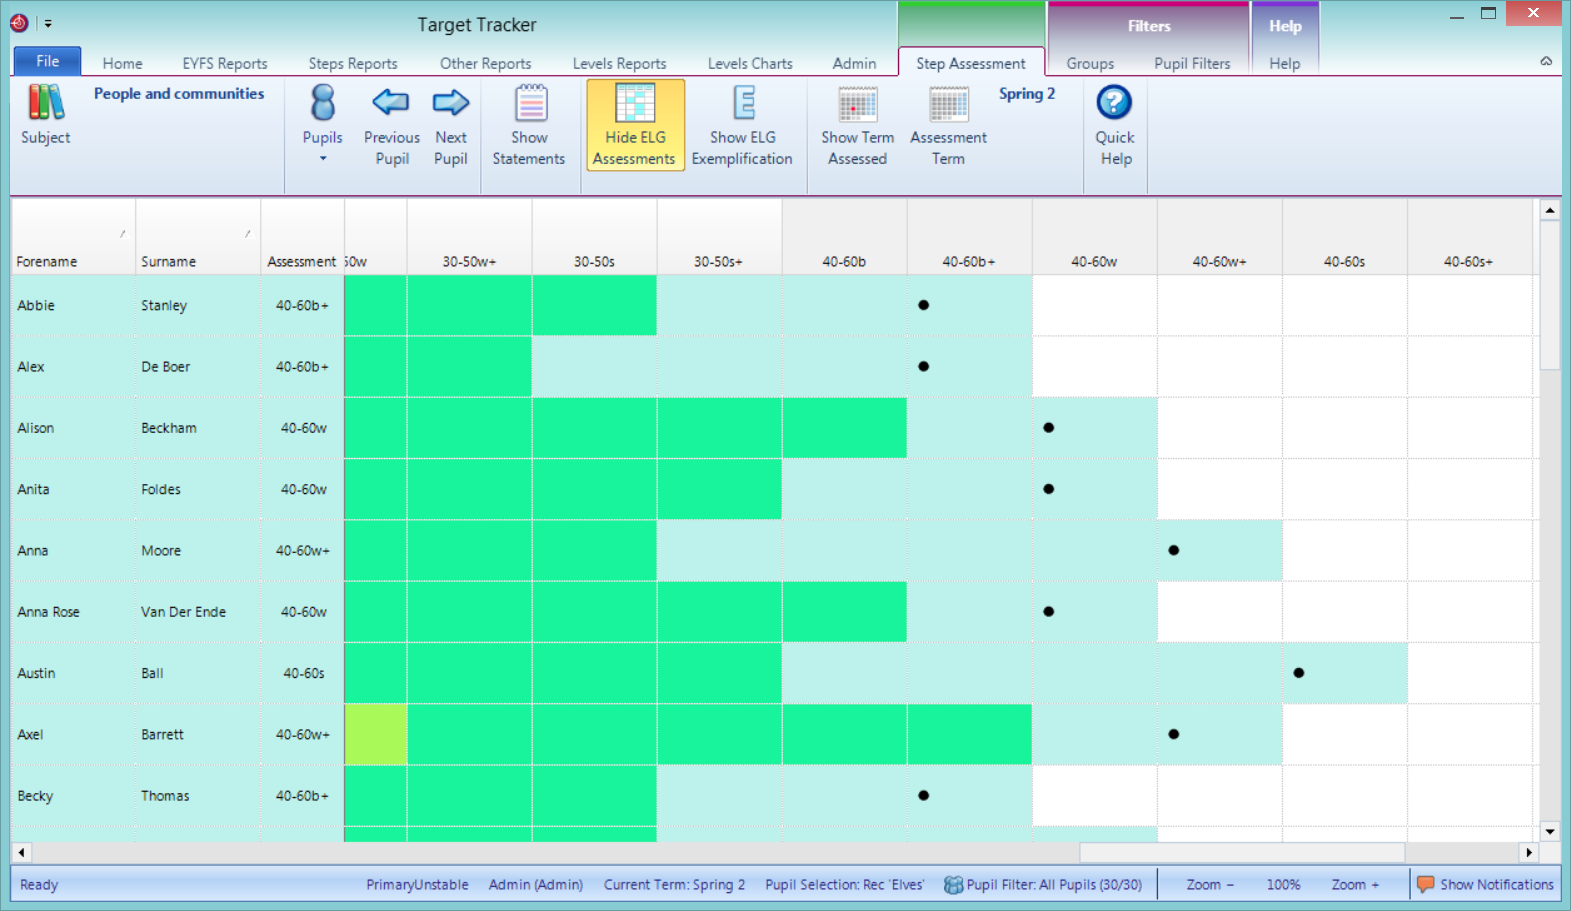 Target Tracker
Filters
Help
File
Home
EYFS Reports
Steps Reports
Other Reports
Levels Reports
Levels Charts
Admin
Step Assessment
Groups
Pupil Filters
Help
Subject
People and communities
Pupils
Previous
Pupil
Next
Pupil
Show
Statements
Hide ELG
Assessments
Show ELG
Exemplification
Show Term
Assessed
Assessment
Term
Spring 2
Quick
Help
Forename Surname Assessment 50w 30-50w+ 30-50s 30-50s+ 40-60b 40-60b+ 40-60w 40-60w+ 40-60s 40-60s+
Abbie Stanley 40-60b+
Alex De Boer 40-60b+
Alison Beckham 40-60w
Anita Foldes 40-60w
Anna Moore 40-60w+
Anna Rose Van Der Ende 40-60w
Austin Ball 40-60s
Axel Barrett 40-60w+
Becky Thomas 40-60b+
Ready PrimaryUnstable Admin (Admin) Current Term: Spring 2 Pupil Selection: Rec 'Elves' Pupil Filter: All Pupils (30/30) Zoom − 100% Zoom + Show Notifications